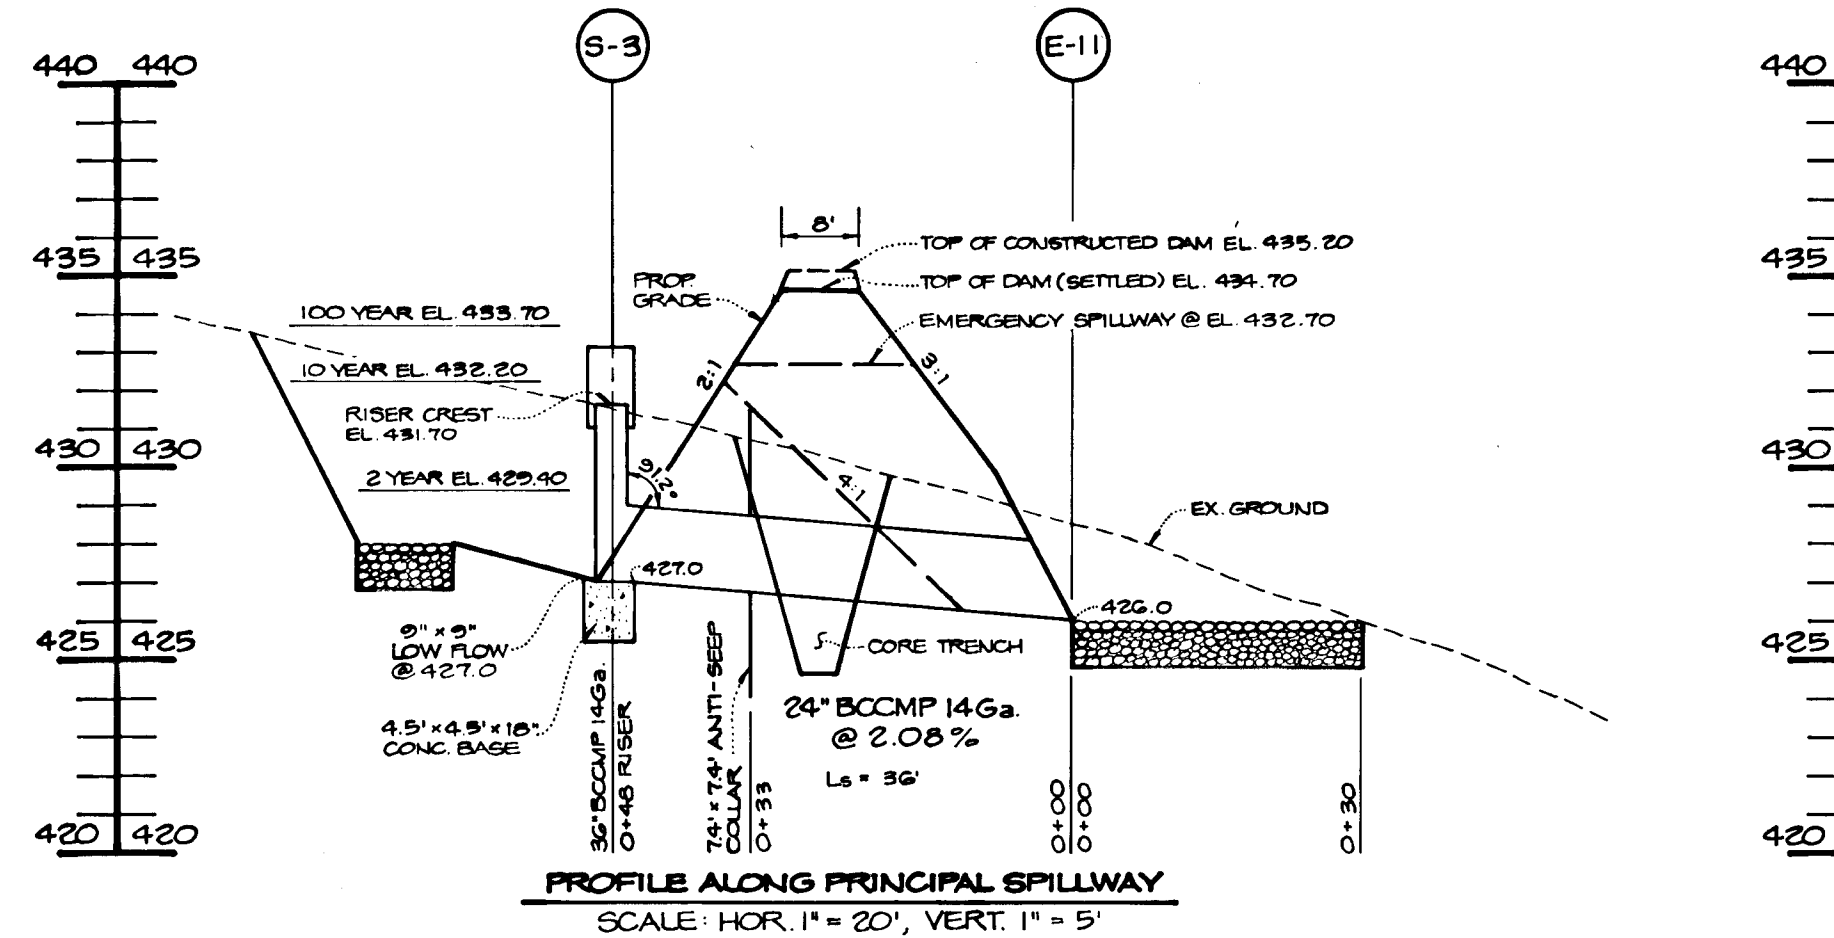 S-3
E-11
440 440
440
8'
TOP OF CONSTRUCTED DAM EL. 435.20
435 435
435
PROP.
GRADE
TOP OF DAM (SETTLED) EL. 434.70
100 YEAR EL. 433.70
EMERGENCY SPILLWAY @ EL. 432.70
10 YEAR EL. 432.20
2:1
3:1
RISER CREST
EL. 431.70
430 430
430
2 YEAR EL. 429.40
91.2°
4:1
EX. GROUND
427.0
426.0
9" x 9"
LOW FLOW
@ 427.0
425 425
425
CORE TRENCH
4.5' x 4.5' x 18"
CONC. BASE
36" BCCMP 14Ga
0+48 RISER
7.4' x 7.4' ANTI-SEEP
COLLAR
0+33
24" BCCMP 14Ga.
@ 2.08%
Ls = 36'
0+00
0+00
0+30
420 420
420
PROFILE ALONG PRINCIPAL SPILLWAY
SCALE: HOR. 1" = 20', VERT. 1" = 5'